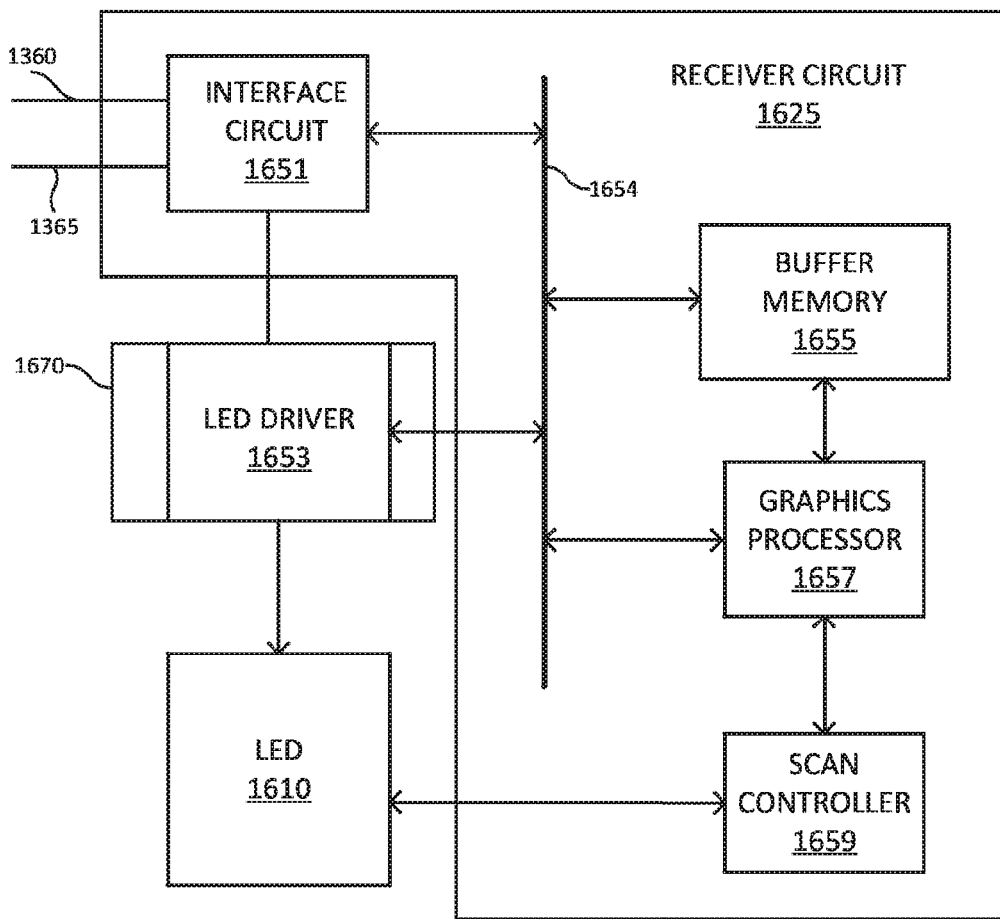 1360
INTERFACE
CIRCUIT
1651
RECEIVER CIRCUIT
1625
1365
1654
BUFFER
MEMORY
1655
1670
LED DRIVER
1653
GRAPHICS
PROCESSOR
1657
LED
1610
SCAN
CONTROLLER
1659